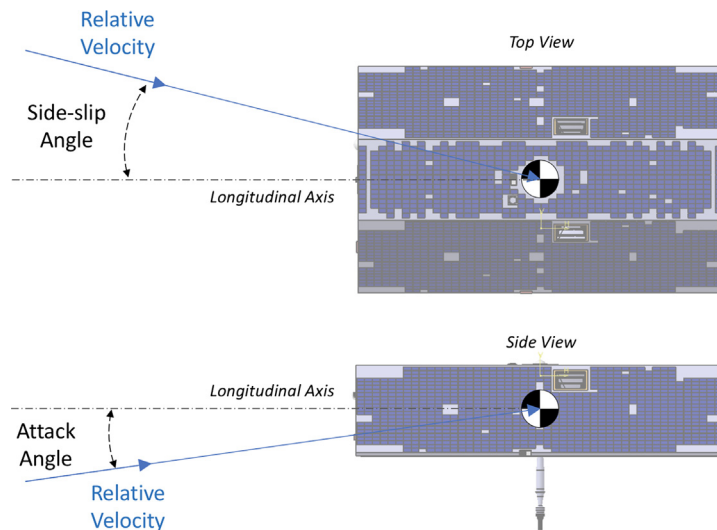 Relative
Velocity
Top View
Side-slip
Angle
Longitudinal Axis
Side View
Longitudinal Axis
Attack
Angle
Relative
Velocity